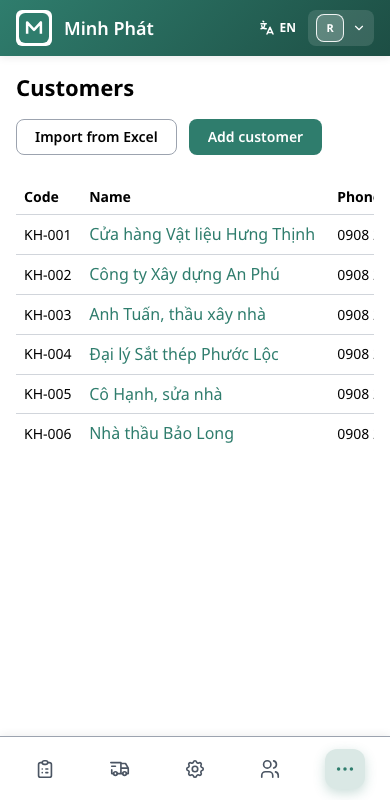 Minh Phát
EN
R
Customers
Import from Excel
Add customer
Code Name Phon
KH-001 Cửa hàng Vật liệu Hưng Thịnh 0908
KH-002 Công ty Xây dựng An Phú 0908
KH-003 Anh Tuấn, thầu xây nhà 0908
KH-004 Đại lý Sắt thép Phước Lộc 0908
KH-005 Cô Hạnh, sửa nhà 0908
KH-006 Nhà thầu Bảo Long 0908